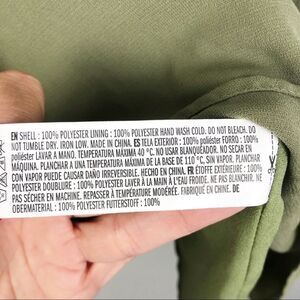 EN SHELL : 100% POLYESTER LINING : 100% POLYESTER HAND WASH COLD. DO NOT BLEACH. DO
NOT TUMBLE DRY. IRON LOW. MADE IN CHINA. ES TELA EXTERIOR : 100% poliéster FORRO : 100%
poliéster LAVAR A MANO. TEMPERATURA MÁXIMA 40 °C. NO USAR BLANQUEADOR. NO SECAR EN
MÁQUINA. PLANCHAR A UNA TEMPERATURA MÁXIMA DE LA BASE DE 110 °C. SIN VAPOR. PLANCHAR
CON VAPOR PUEDE CAUSAR DAÑO IRREVERSIBLE. HECHO EN CHINA. FR ÉTOFFE EXTÉRIEURE : 100%
POLYESTER DOUBLURE : 100% POLYESTER LAVER À LA MAIN À L'EAU FROIDE. NE PAS BLANCHIR. NE
PAS SÉCHER EN MACHINE. REPASSER À TEMPÉRATURE MODÉRÉE. FABRIQUÉ EN CHINE. DE
OBERMATERIAL : 100% POLYESTER FUTTERSTOFF : 100%